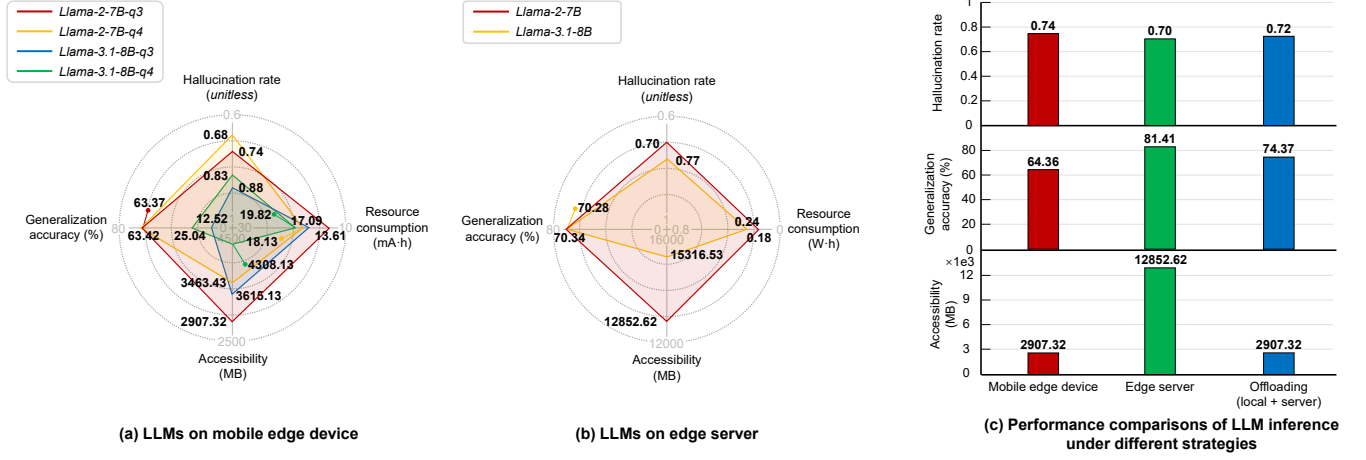 Llama-2-7B-q3
Llama-2-7B-q4
Llama-3.1-8B-q3
Llama-3.1-8B-q4
Hallucination rate
(unitless)
0.6
0.68
0.74
0.83
0.88
63.37
12.52
19.82
17.09
Generalization
accuracy (%)
80
30
10
Resource
consumption
(mA·h)
63.42
25.04
18.13
13.61
4308.13
3463.43
3615.13
2907.32
2500
Accessibility
(MB)
(a) LLMs on mobile edge device
Llama-2-7B
Llama-3.1-8B
Hallucination rate
(unitless)
0.6
0.70
0.77
70.28
1
0.24
Generalization
accuracy (%)
80
0.8
0
Resource
consumption
(W·h)
70.34
16000
0.18
15316.53
12852.62
12000
Accessibility
(MB)
(b) LLMs on edge server
Hallucination rate
1
0.8
0.6
0.4
0.2
0
0.74
0.70
0.72
Generalization
accuracy (%)
80
60
40
20
0
64.36
81.41
74.37
Accessibility
(MB)
×1e3
12
9
6
3
0
2907.32
12852.62
2907.32
Mobile edge device
Edge server
Offloading
(local + server)
(c) Performance comparisons of LLM inference
under different strategies